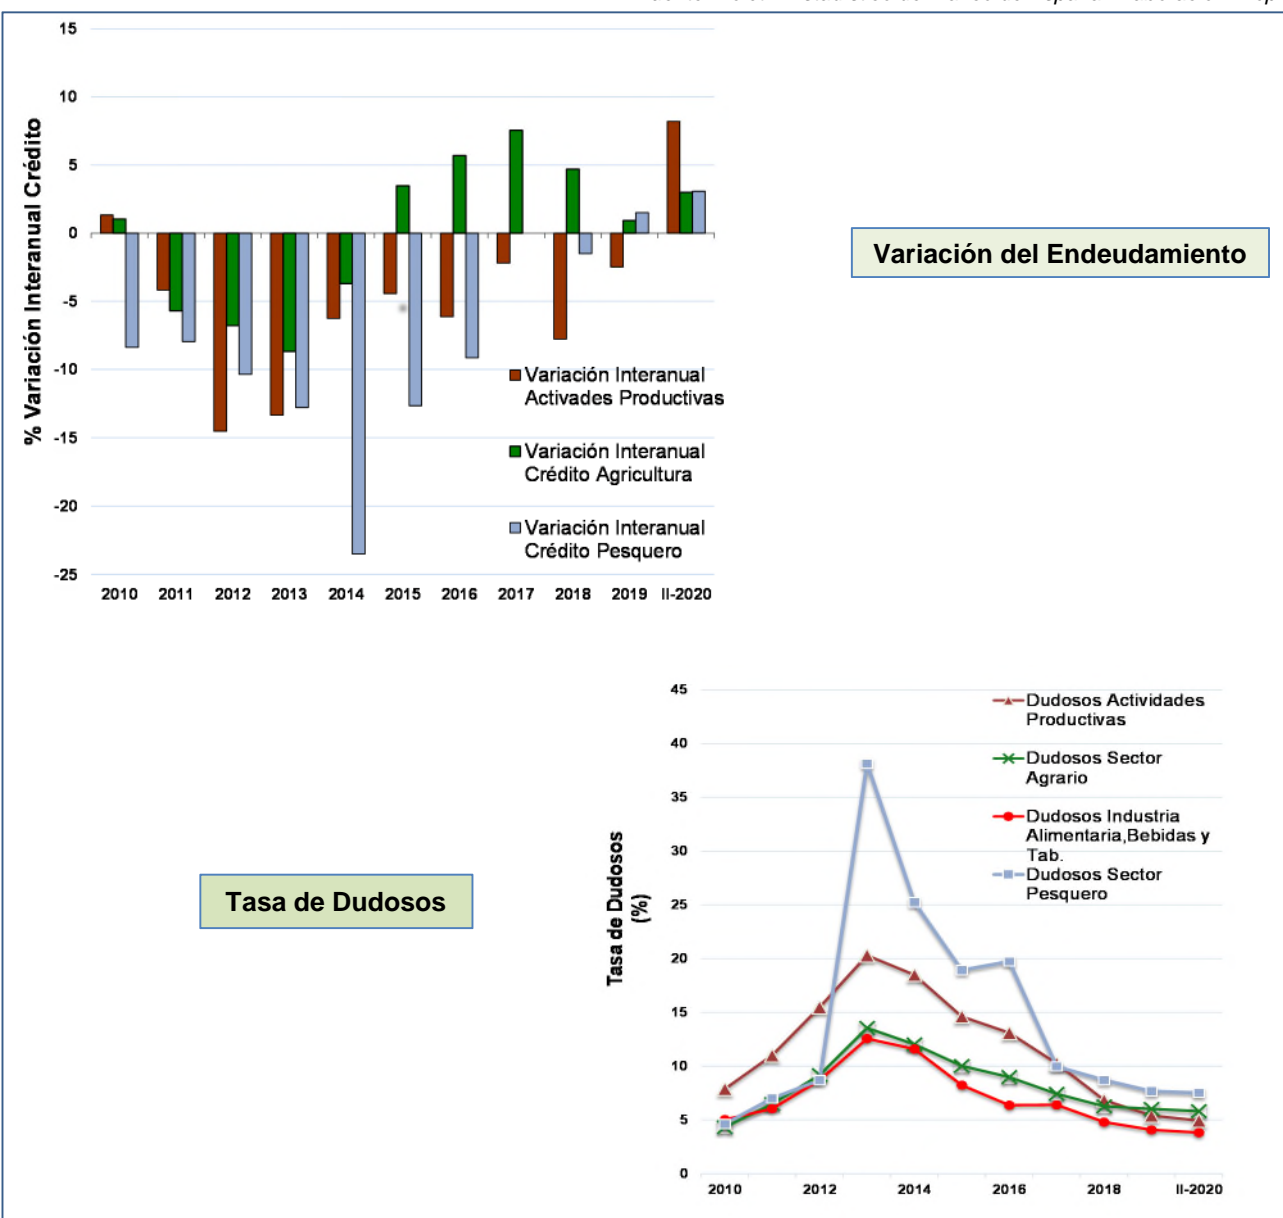 15
10
5
0
-5
-10
-15
-20
-25
% Variación Interanual Crédito
Variación Interanual
Activades Productivas
Variación Interanual
Crédito Agricultura
Variación Interanual
Crédito Pesquero
2010 2011 2012 2013 2014 2015 2016 2017 2018 2019 II-2020
Variación del Endeudamiento
Tasa de Dudosos
45
40
35
30
25
20
15
10
5
0
Tasa de Dudosos
(%)
Dudosos Actividades
Productivas
Dudosos Sector
Agrario
Dudosos Industria
Alimentaria,Bebidas y
Tab.
Dudosos Sector
Pesquero
2010 2012 2014 2016 2018 II-2020